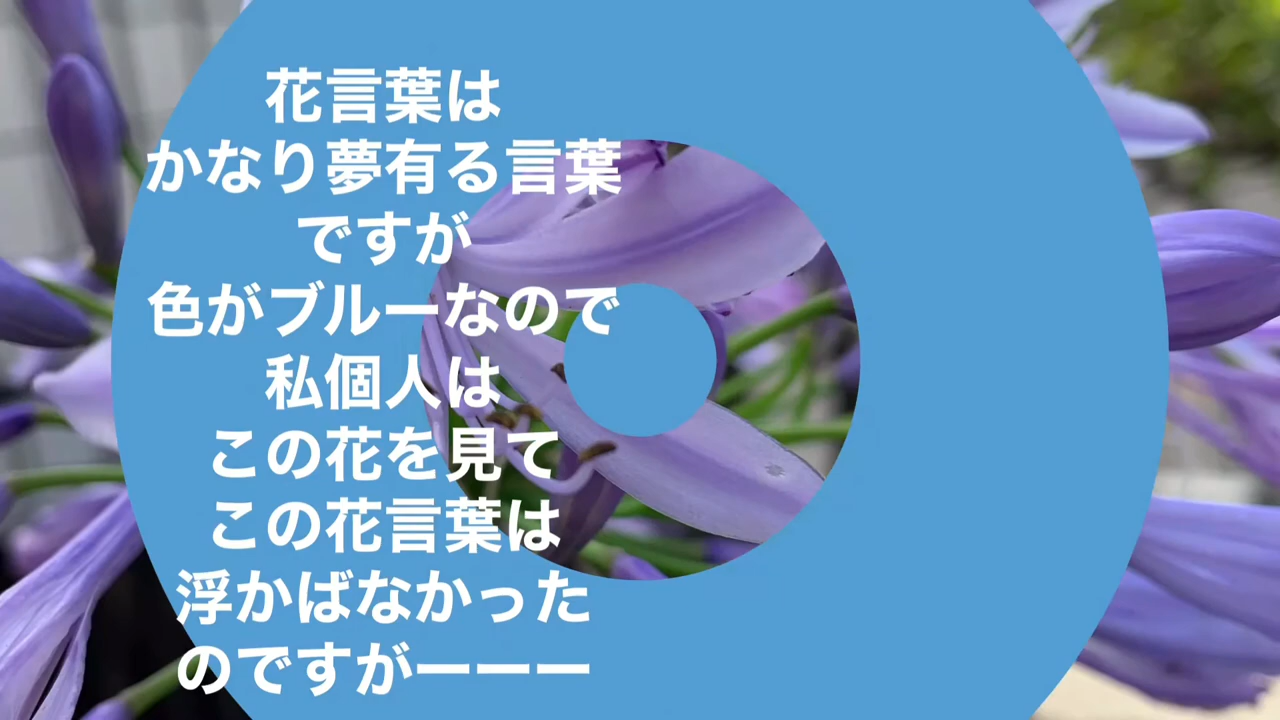 花言葉は
かなり夢有る言葉
ですが
色がブルーなので
私個人は
この花を見て
この花言葉は
浮かばなかった
のですがーーー